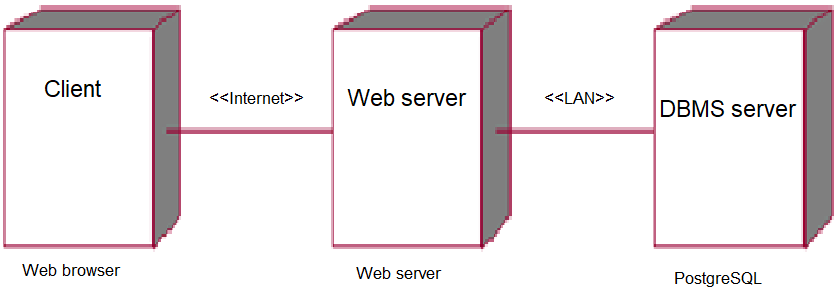 Client
<<Internet>>
Web server
<<LAN>>
DBMS server
Web browser
Web server
PostgreSQL